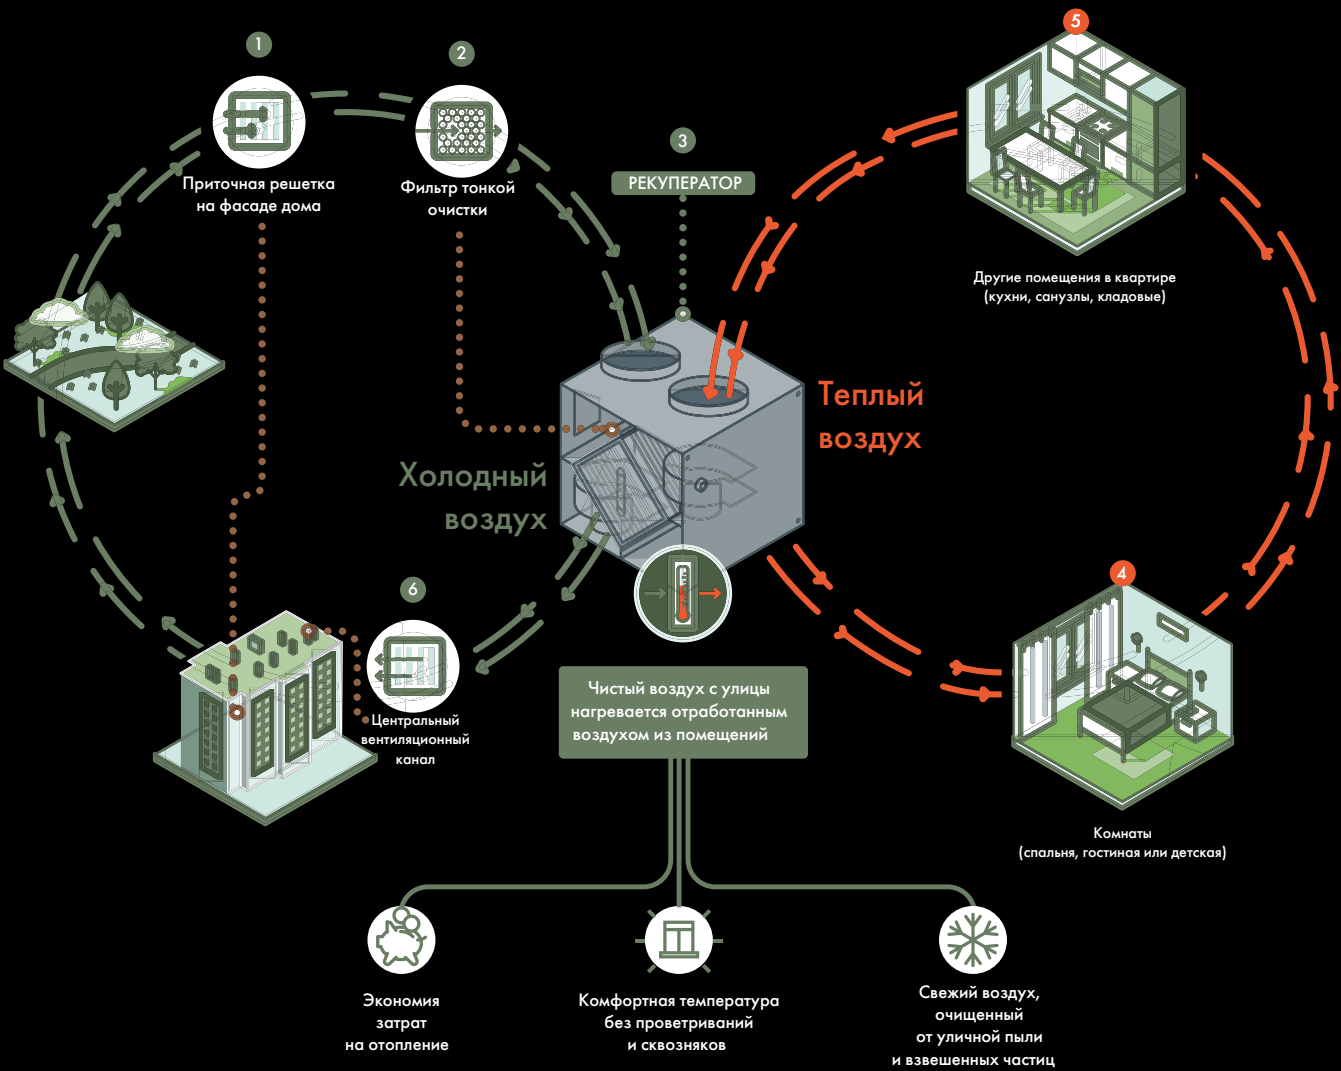 1
Приточная решетка
на фасаде дома
2
Фильтр тонкой
очистки
3
РЕКУПЕРАТОР
5
Другие помещения в квартире
(кухни, санузлы, кладовые)
Теплый
воздух
Холодный
воздух
4
Комнаты
(спальня, гостиная или детская)
6
Центральный
вентиляционный
канал
Чистый воздух с улицы
нагревается отработанным
воздухом из помещений
Экономия
затрат
на отопление
Комфортная температура
без проветриваний
и сквозняков
Свежий воздух,
очищенный
от уличной пыли
и взвешенных частиц